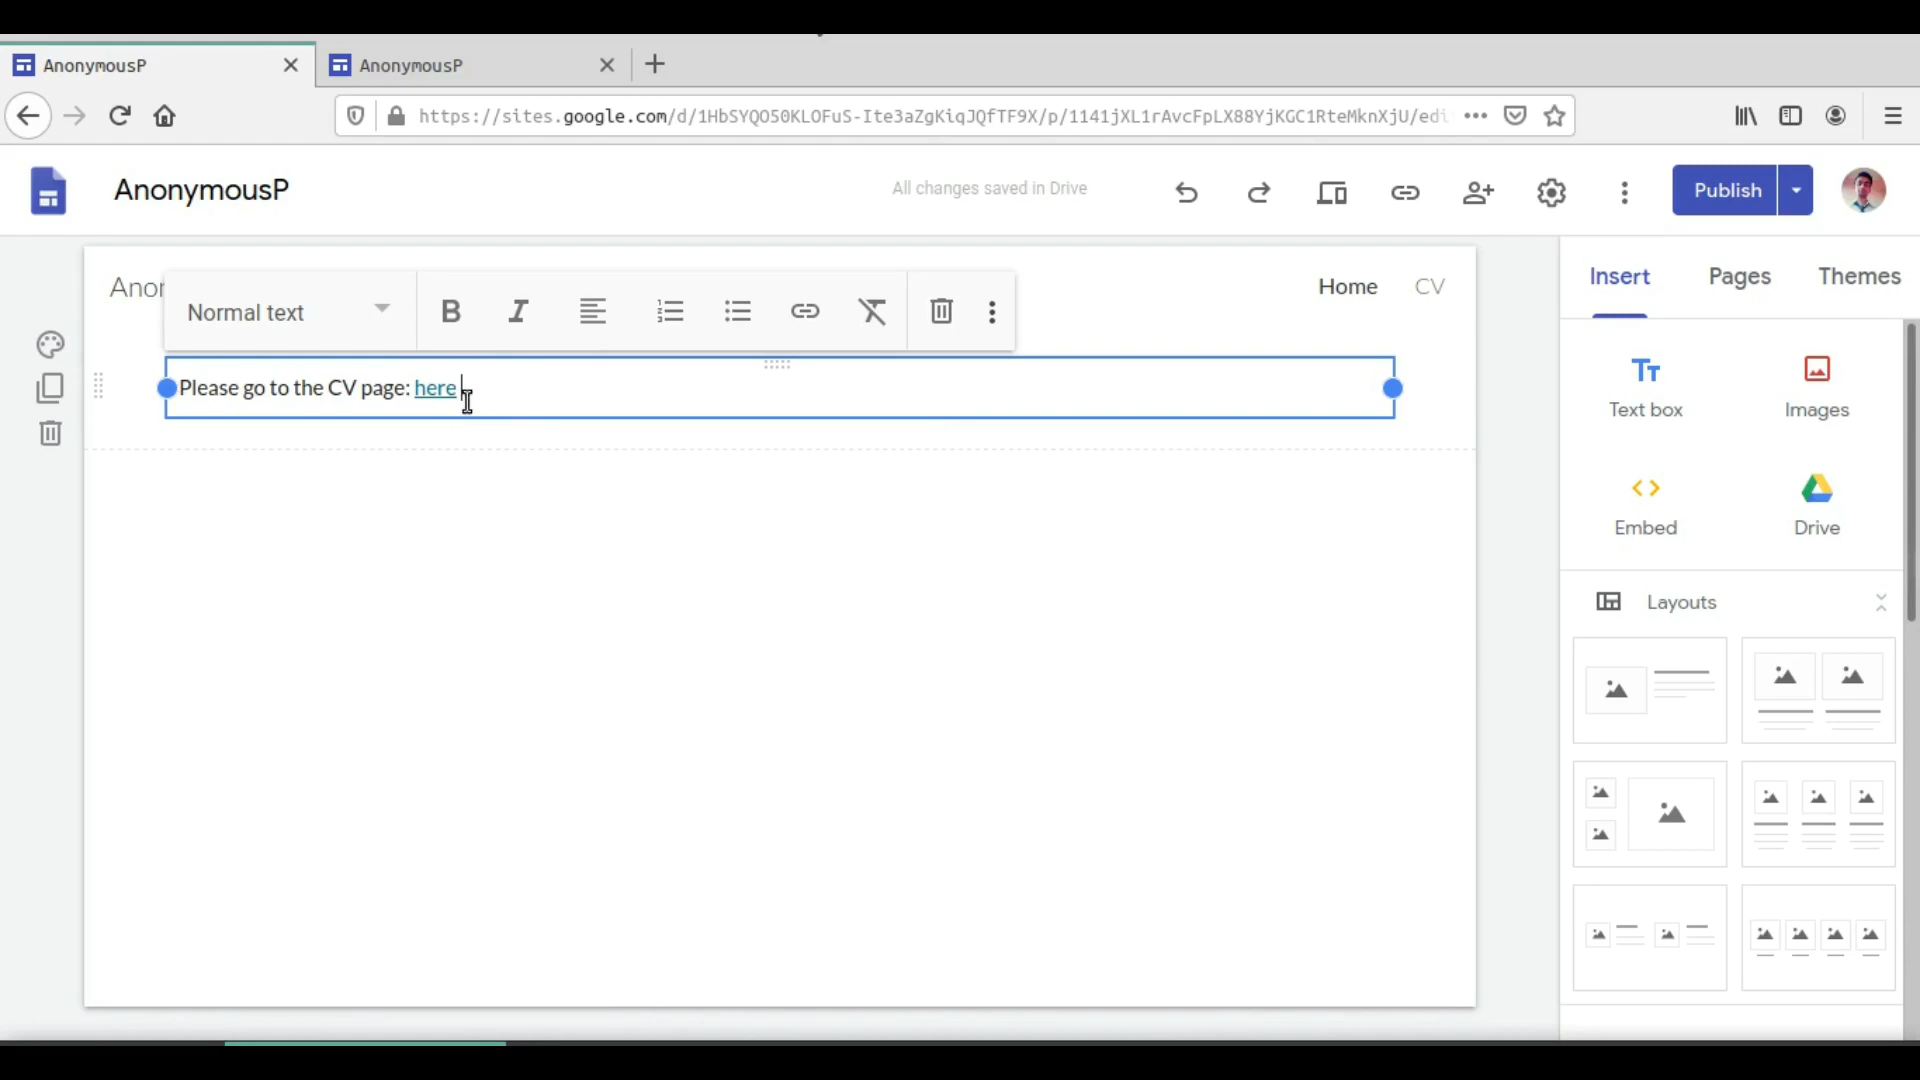 AnonymousP
AnonymousP
https://sites.google.com/d/1HbSYQO50KLOFuS-Ite3aZgKiqJQfTF9X/p/1141jXL1rAvcFpLX88YjKGC1RteMknXjU/edi
AnonymousP
All changes saved in Drive
Publish
Anor
Home
CV
Normal text
Please go to the CV page: here
Insert
Pages
Themes
Text box
Images
Embed
Drive
Layouts